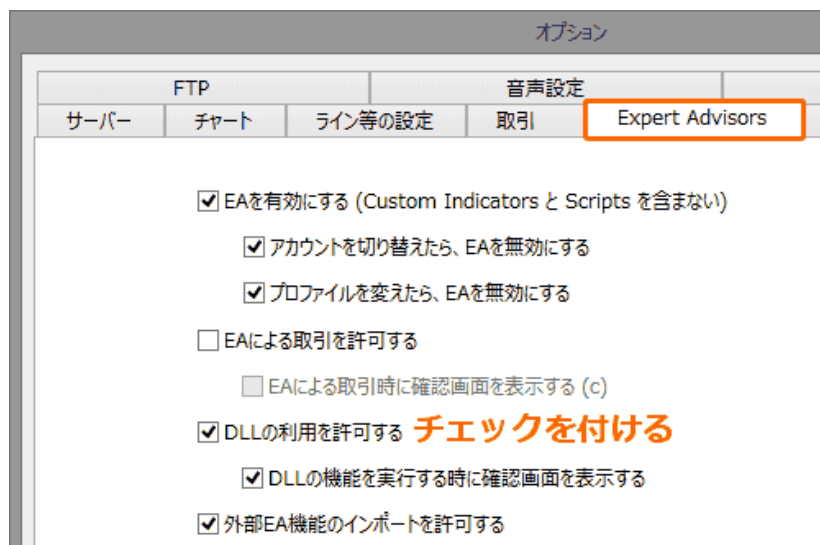 オプション
FTP 音声設定
サーバー チャート ライン等の設定 取引 Expert Advisors
EAを有効にする (Custom Indicators と Scripts を含まない)
アカウントを切り替えたら、EAを無効にする
プロファイルを変えたら、EAを無効にする
EAによる取引を許可する
EAによる取引時に確認画面を表示する (c)
DLLの利用を許可する チェックを付ける
DLLの機能を実行する時に確認画面を表示する
外部EA機能のインポートを許可する